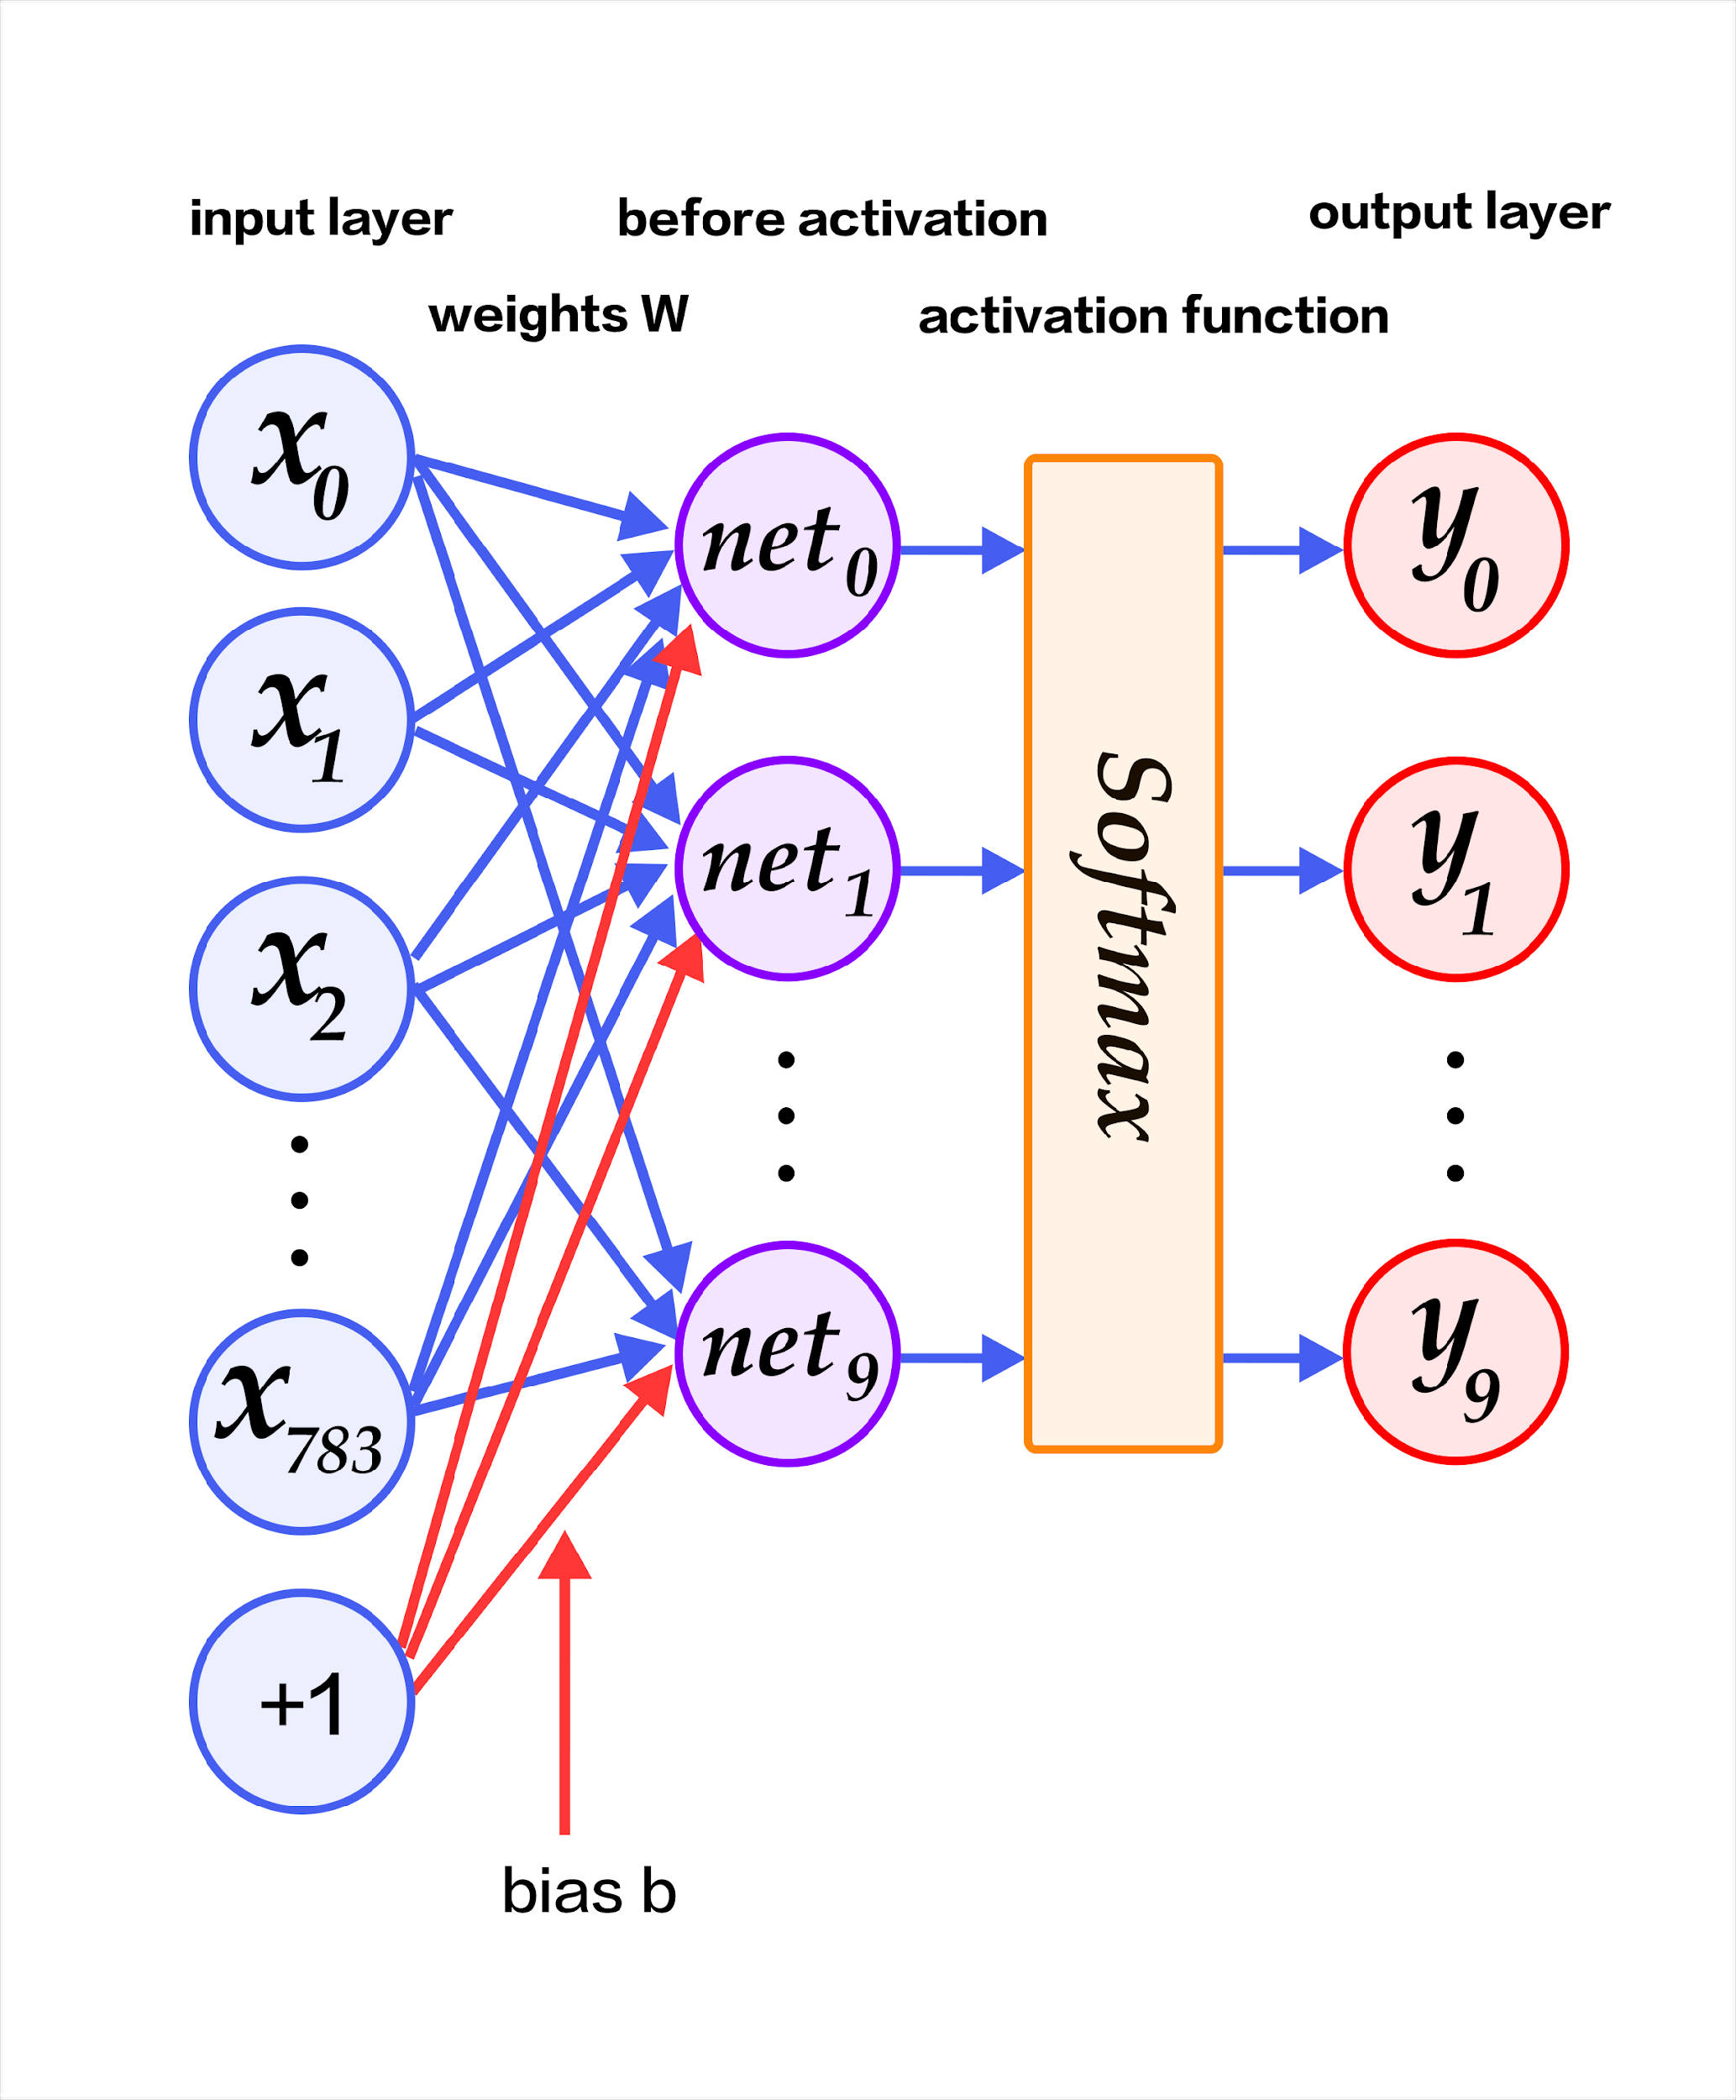 input layer
before activation
output layer
weights W
activation function
x0
x1
x2
x783
+1
net0
net1
net9
Softmax
y0
y1
y9
bias b